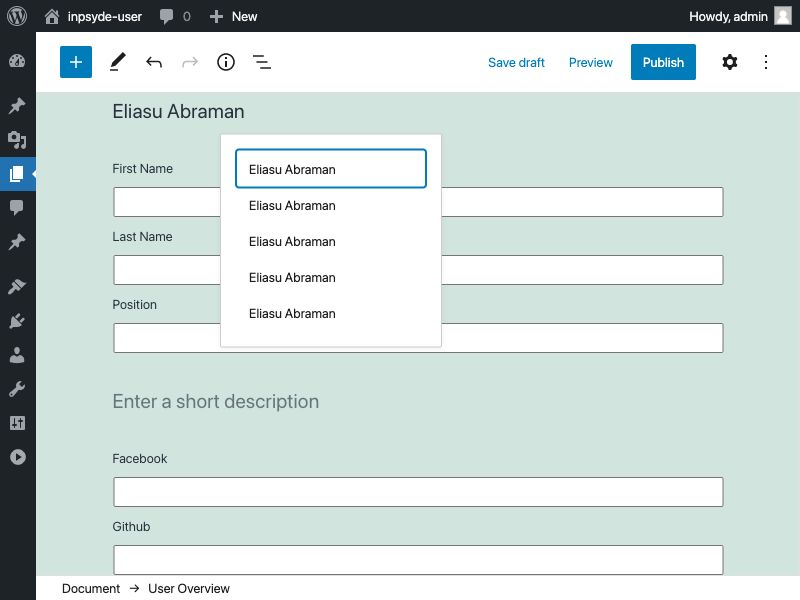 inpsyde-user 0 New Howdy, admin
Save draft Preview Publish
Eliasu Abraman
First Name
Eliasu Abraman
Eliasu Abraman
Eliasu Abraman
Eliasu Abraman
Eliasu Abraman
Last Name
Position
Enter a short description
Facebook
Github
Document → User Overview